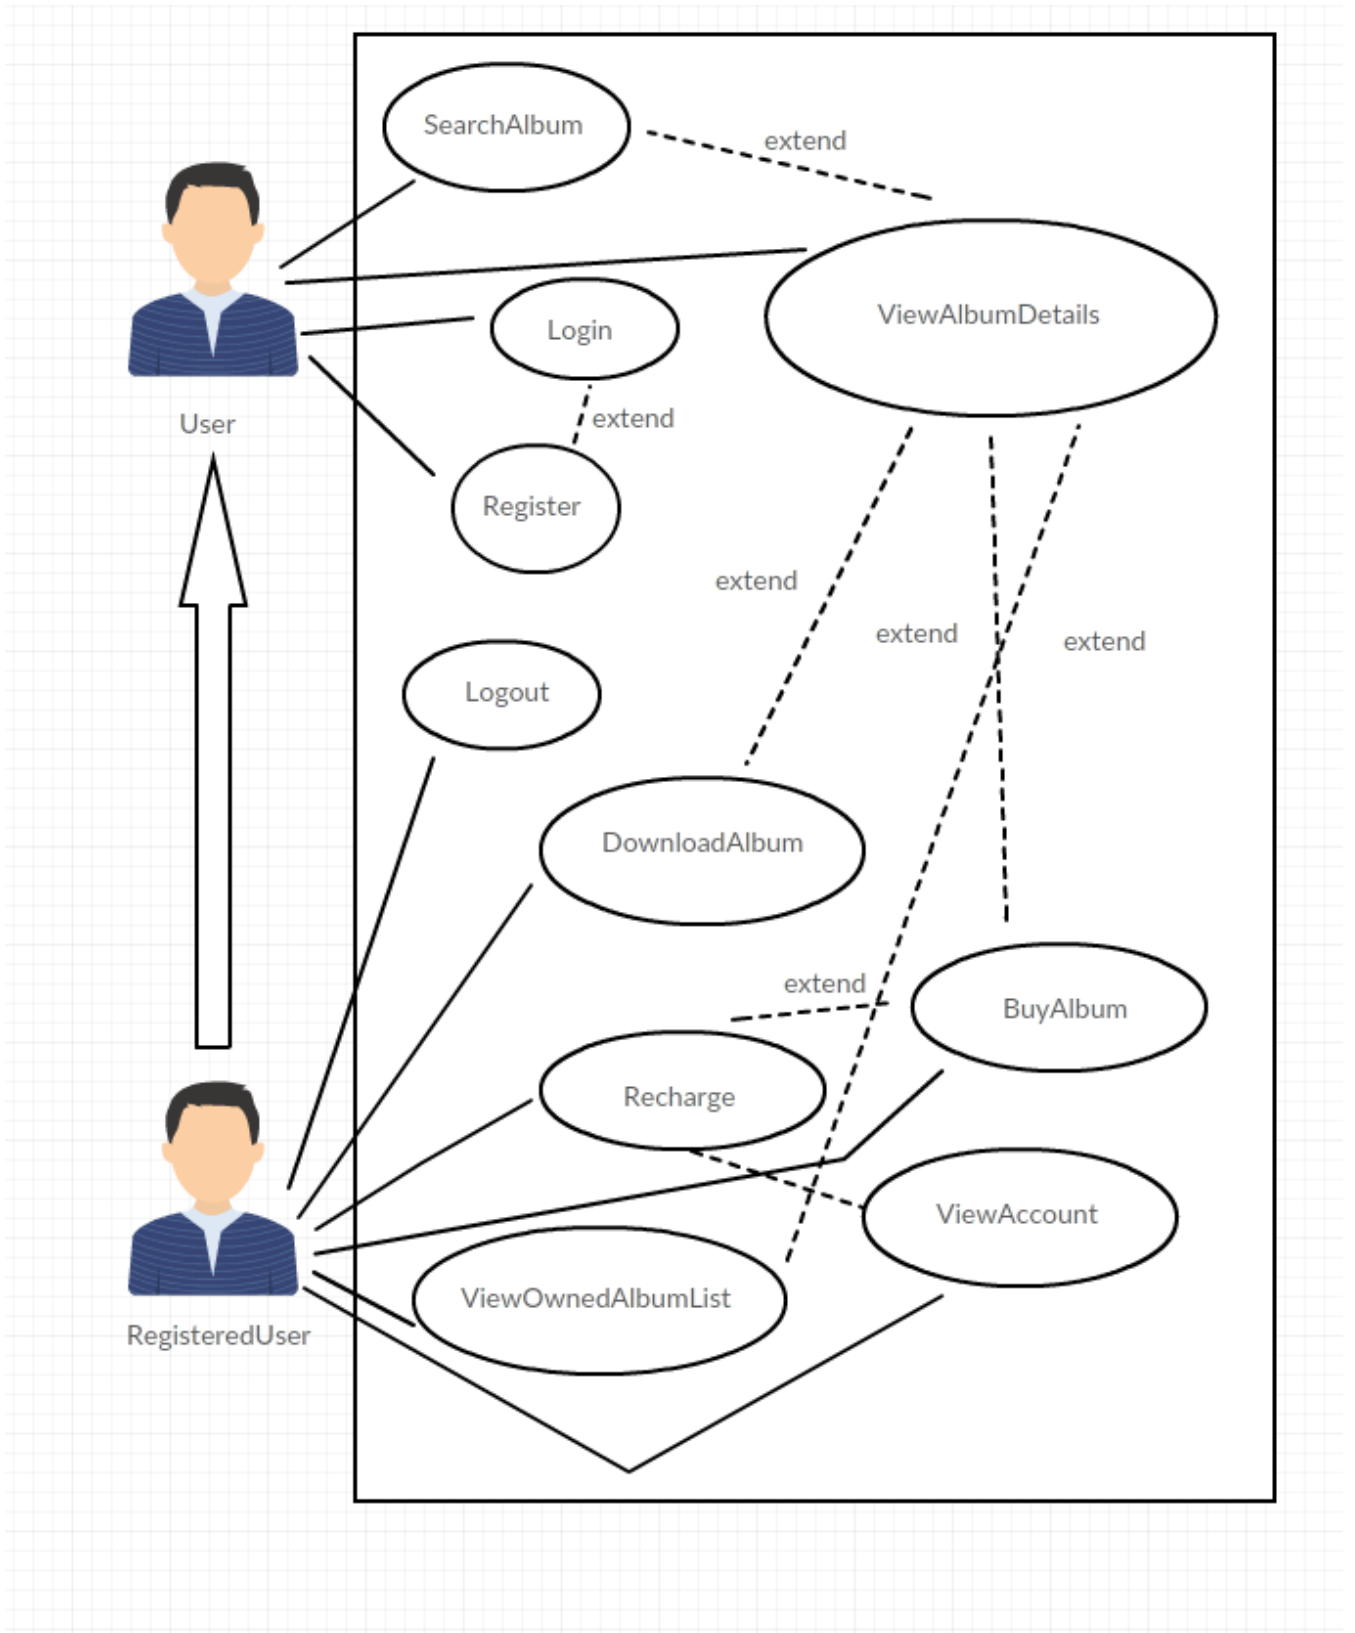 SearchAlbum
extend
ViewAlbumDetails
Login
extend
User
Register
extend
extend
extend
Logout
DownloadAlbum
extend
BuyAlbum
Recharge
ViewAccount
ViewOwnedAlbumList
RegisteredUser